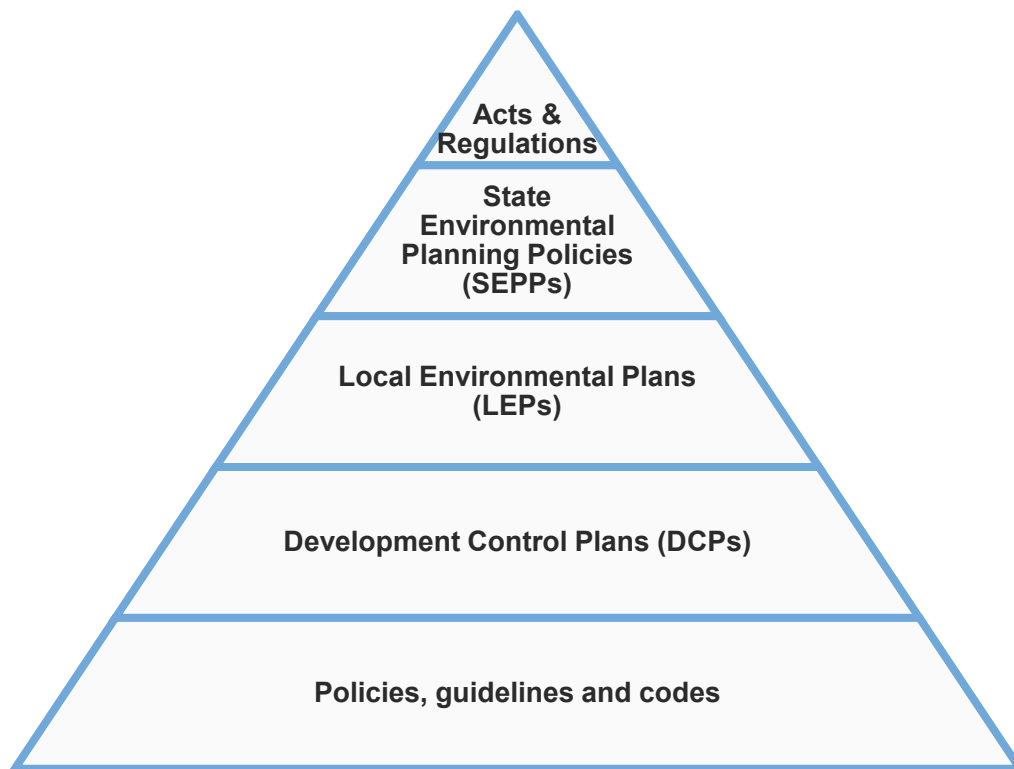 Acts &
Regulations
State
Environmental
Planning Policies
(SEPPs)
Local Environmental Plans
(LEPs)
Development Control Plans (DCPs)
Policies, guidelines and codes